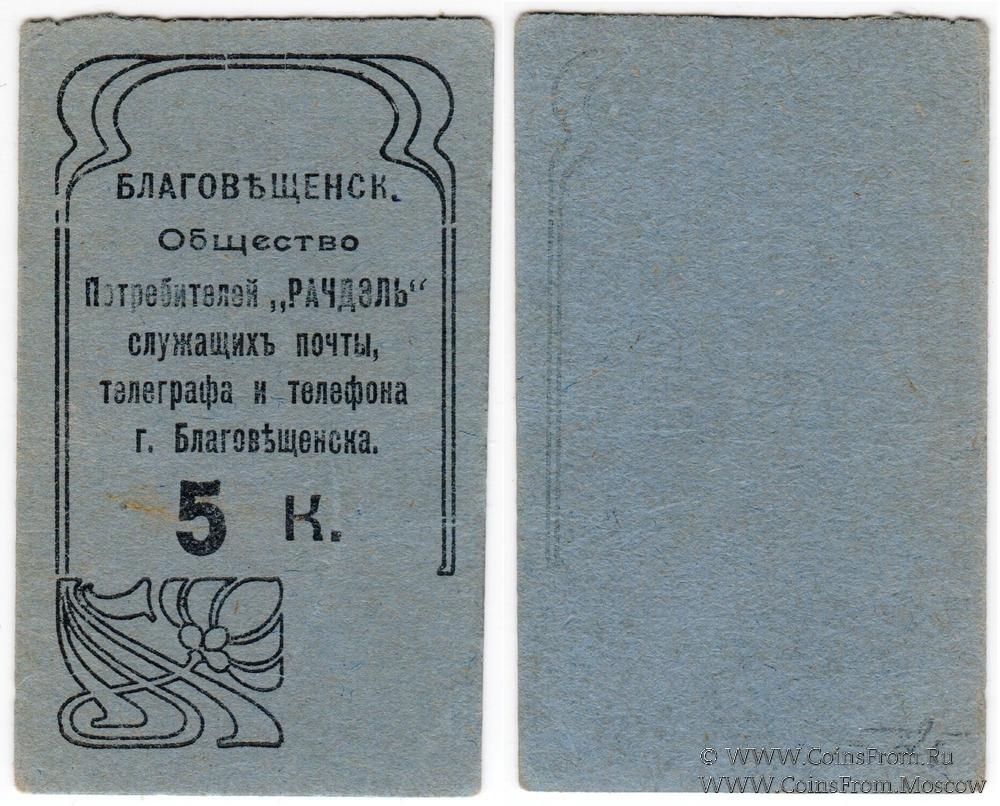 БЛАГОВѢЩЕНСК.
Общество
Потребителей „РАЧДЭЛЬ“
служащихъ почты,
телеграфа и телефона
г. Благовѣщенска.
5 к.
© WWW.CoinsFrom.Ru
WWW.CoinsFrom.Moscow